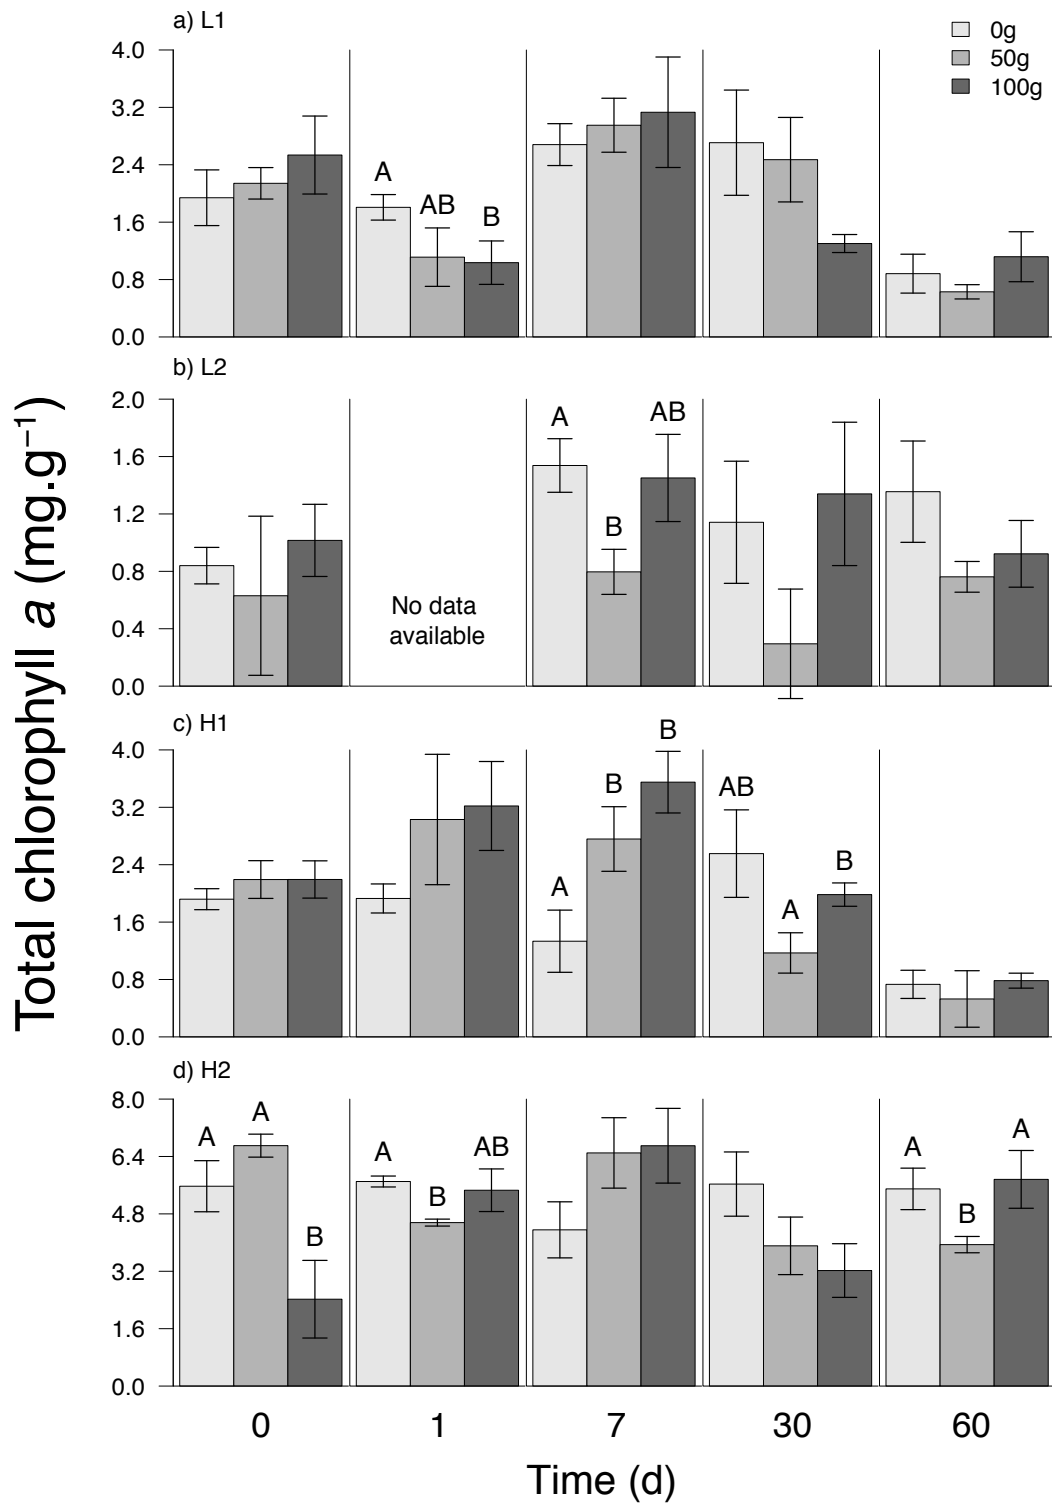 a) L1
0g
50g
100g
4.0
3.2
2.4
1.6
0.8
0.0
A
AB
B
b) L2
2.0
1.6
1.2
0.8
0.4
0.0
No data
available
A
B
AB
c) H1
4.0
3.2
2.4
1.6
0.8
0.0
A
B
B
AB
A
B
d) H2
8.0
6.4
4.8
3.2
1.6
0.0
A
A
B
A
B
AB
A
B
A
0 1 7 30 60
Time (d)
Total chlorophyll a (mg.g⁻¹)